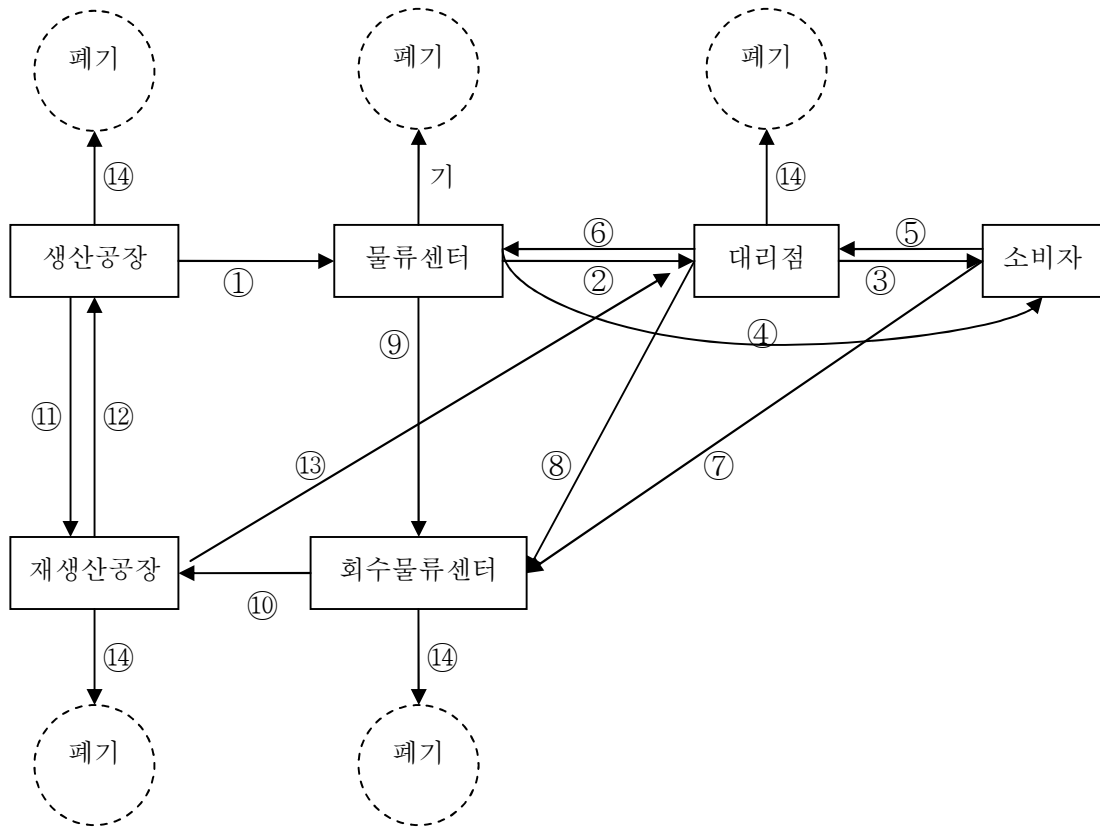 폐기
폐기
폐기
⑭
기
⑭
생산공장
①
물류센터
⑥
②
대리점
⑤
③
소비자
④
⑨
⑪
⑫
⑬
⑧
⑦
재생산공장
⑩
회수물류센터
⑭
⑭
폐기
폐기